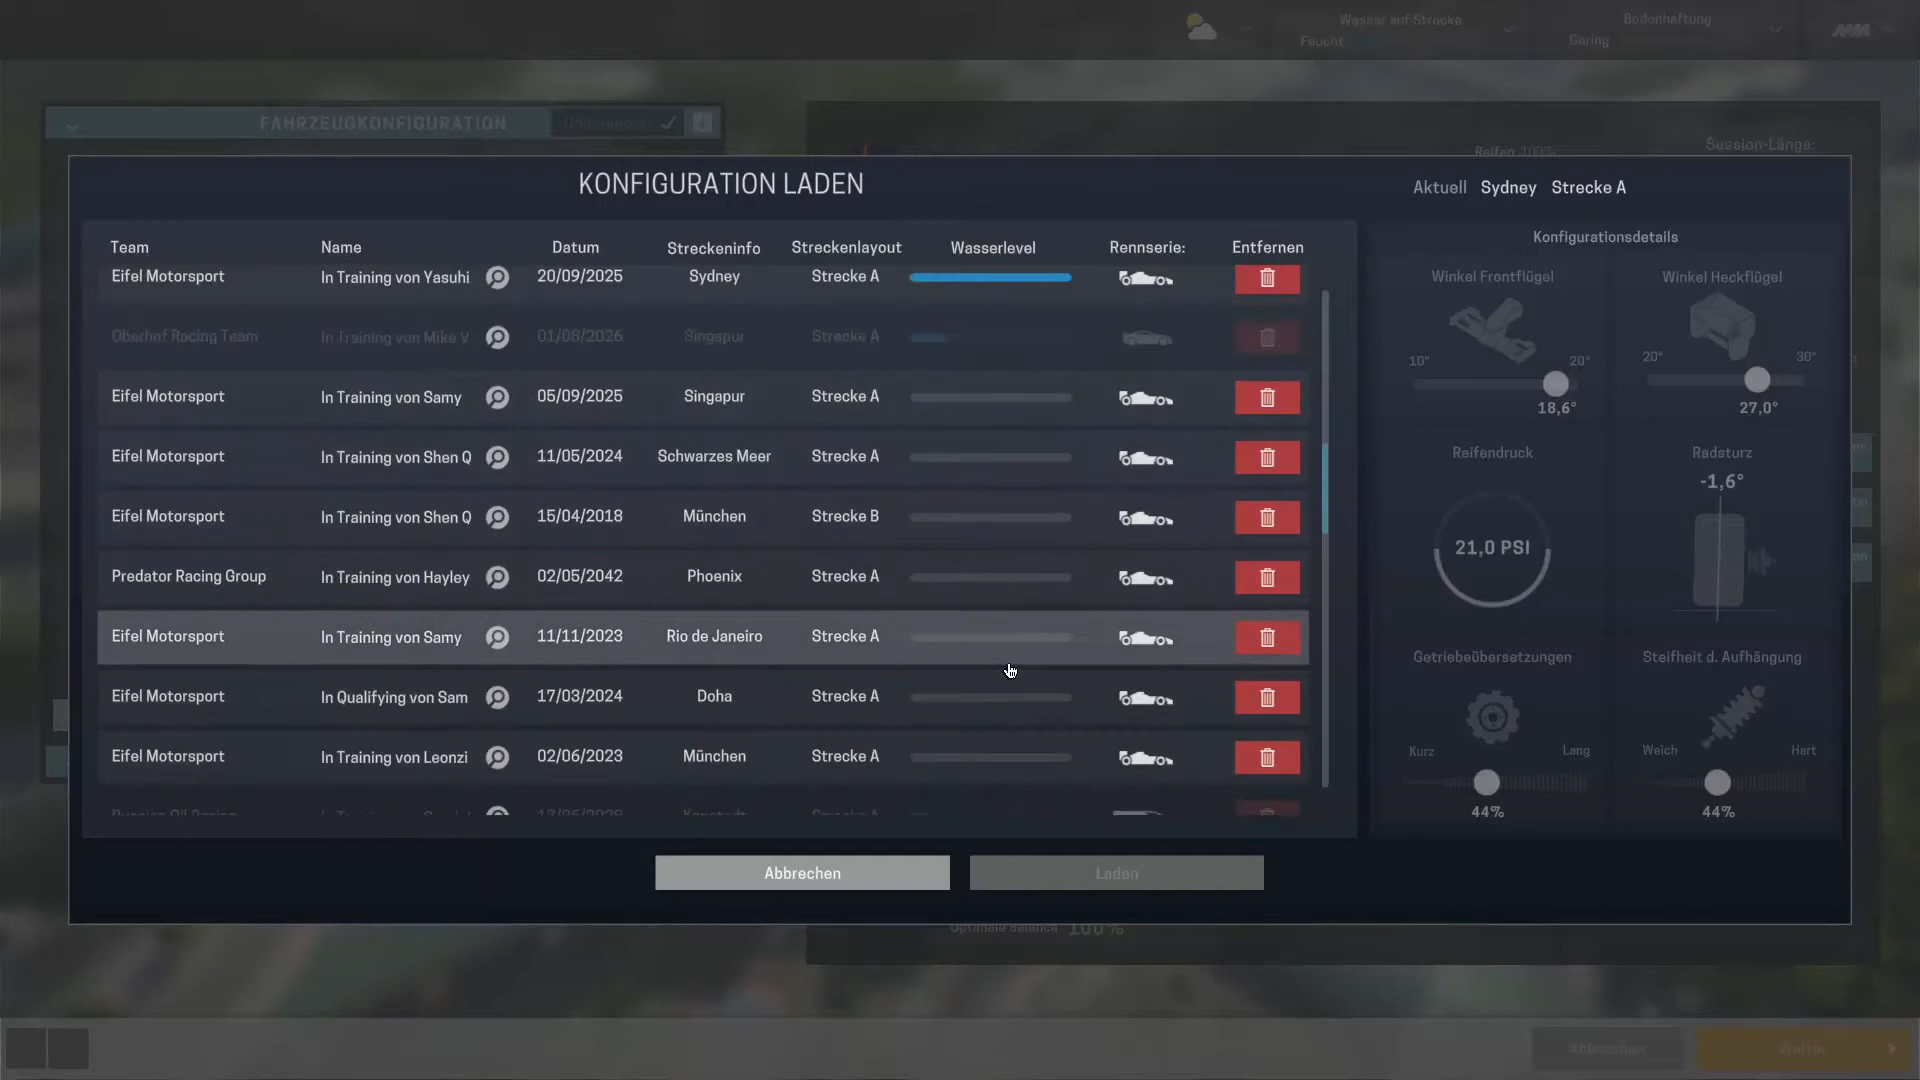 Wasser auf Strecke
Feucht
Bodenhaftung
Gering
FAHRZEUGKONFIGURATION
Reifen 100%
Session-Länge:
KONFIGURATION LADEN
Aktuell Sydney Strecke A
Team Name Datum Streckeninfo Streckenlayout Wasserlevel Rennserie: Entfernen
Eifel Motorsport In Training von Yasuhi 20/09/2025 Sydney Strecke A
Oberhof Racing Team In Training von Mike V 01/08/2026 Singapur Strecke A
Eifel Motorsport In Training von Samy 05/09/2025 Singapur Strecke A
Eifel Motorsport In Training von Shen Q 11/05/2024 Schwarzes Meer Strecke A
Eifel Motorsport In Training von Shen Q 15/04/2018 München Strecke B
Predator Racing Group In Training von Hayley 02/05/2042 Phoenix Strecke A
Eifel Motorsport In Training von Samy 11/11/2023 Rio de Janeiro Strecke A
Eifel Motorsport In Qualifying von Sam 17/03/2024 Doha Strecke A
Eifel Motorsport In Training von Leonzi 02/06/2023 München Strecke A
Konfigurationsdetails
Winkel Frontflügel Winkel Heckflügel
10° 20° 20° 30°
18,6° 27,0°
Reifendruck Radsturz
-1,6°
21,0 PSI
Getriebeübersetzungen Steifheit d. Aufhängung
Kurz Lang Weich Hart
44% 44%
Abbrechen Laden
Optimale Balance 100%
Abbrechen Weiter